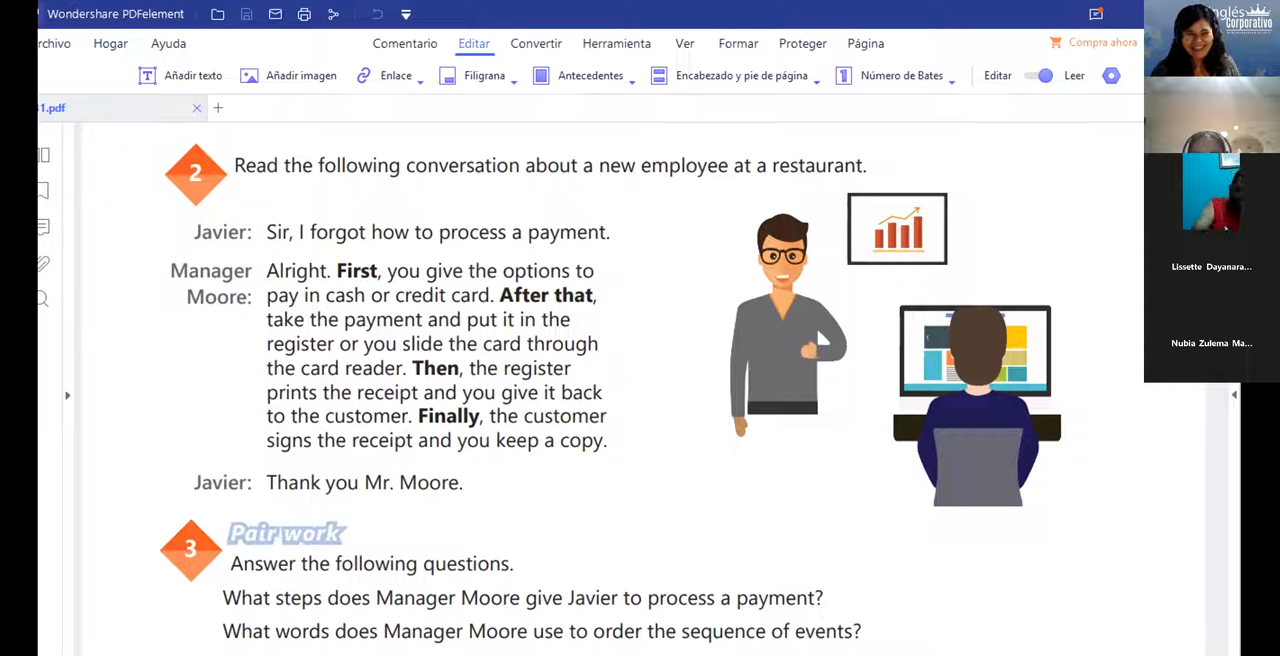 Wondershare PDFelement
rchivo Hogar Ayuda Comentario Editar Convertir Herramienta Ver Formar Proteger Página Compra ahora
Añadir texto Añadir imagen Enlace Filigrana Antecedentes Encabezado y pie de página Número de Bates Editar Leer
1.pdf
2 Read the following conversation about a new employee at a restaurant.
Javier: Sir, I forgot how to process a payment.
Manager Alright. First, you give the options to
Moore: pay in cash or credit card. After that,
take the payment and put it in the
register or you slide the card through
the card reader. Then, the register
prints the receipt and you give it back
to the customer. Finally, the customer
signs the receipt and you keep a copy.
Javier: Thank you Mr. Moore.
3 Pair work
Answer the following questions.
What steps does Manager Moore give Javier to process a payment?
What words does Manager Moore use to order the sequence of events?
nglés
Corporativo
Lissette Dayanara...
Nubia Zulema Ma...